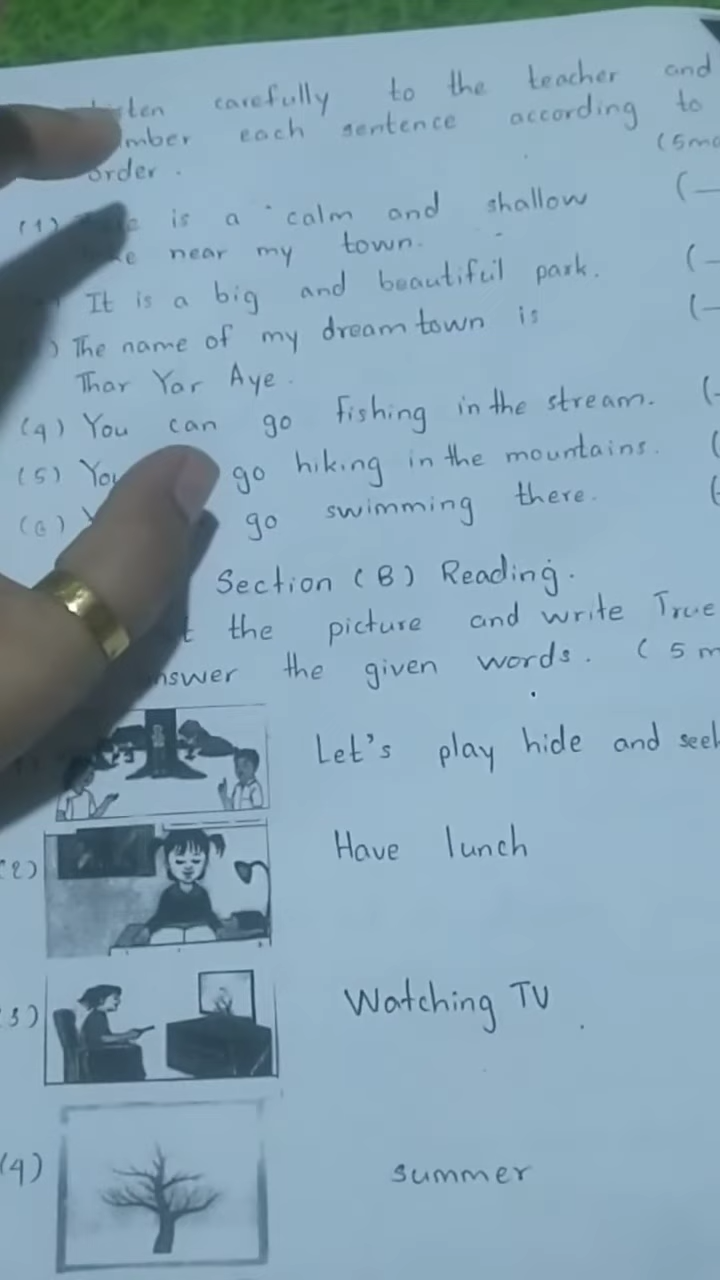 carefully to the teacher and
each sentence according to
order.
(1) is a calm and shallow (
near my town.
It is a big and beautiful park. (
) The name of my dream town is (
Thar Yar Aye.
(4) You can go fishing in the stream. (
(5) go hiking in the mountains. (
(6) go swimming there. (
Section (B) Reading.
the picture and write True
the given words. (5 m
Let's play hide and
(2) Have lunch
3) Watching TV
(4) summer